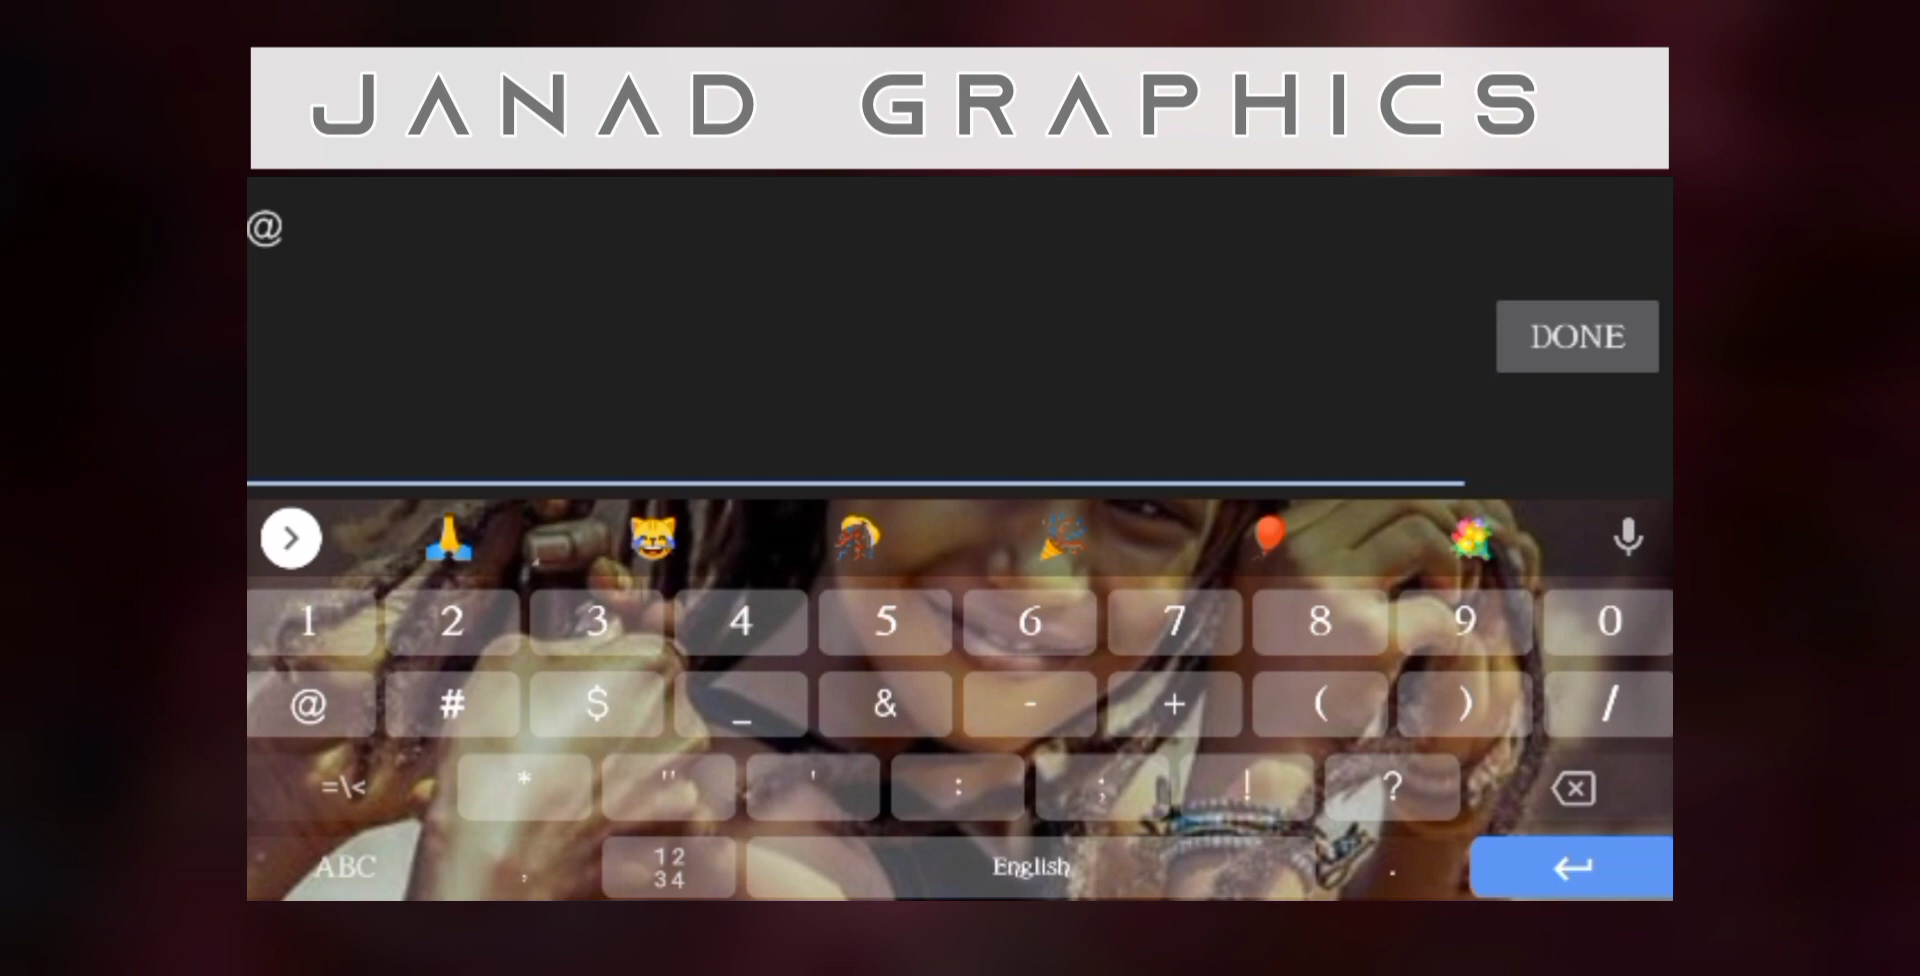 JANAD GRAPHICS
@
DONE
1 2 3 4 5 6 7 8 9 0
@ # $ _ & - + ( ) /
=\< * " ' : ; ! ?
ABC , 12 34 English .